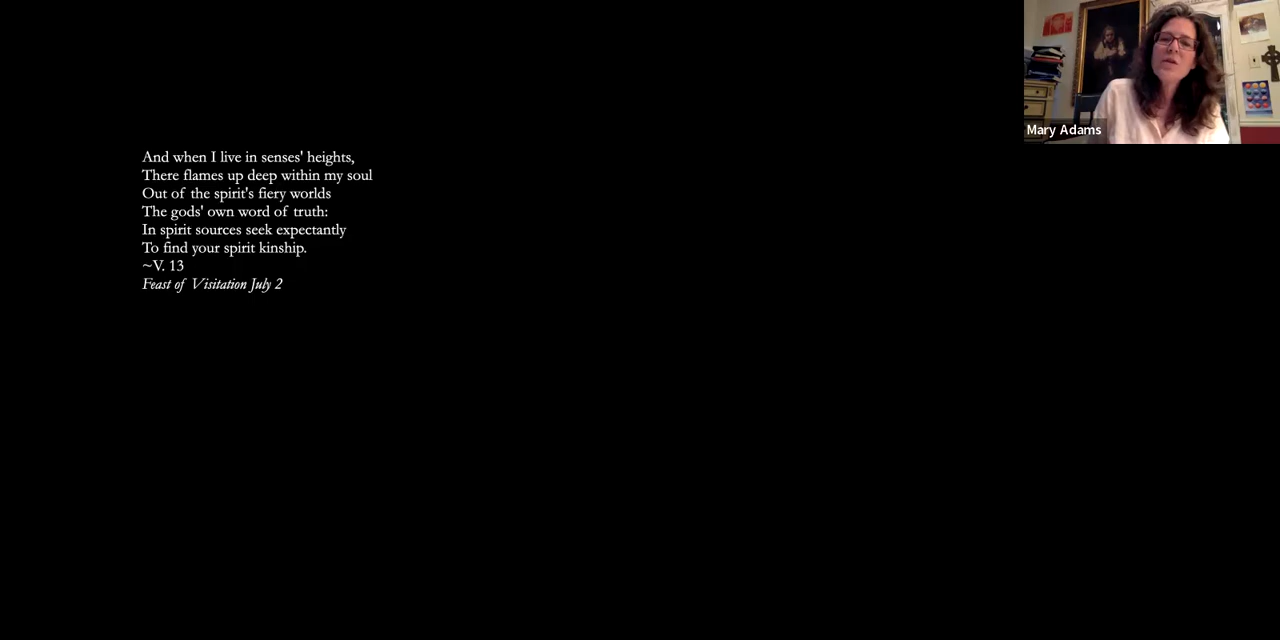 And when I live in senses' heights,
There flames up deep within my soul
Out of the spirit's fiery worlds
The gods' own word of truth:
In spirit sources seek expectantly
To find your spirit kinship.
~V. 13
Feast of Visitation July 2
Mary Adams